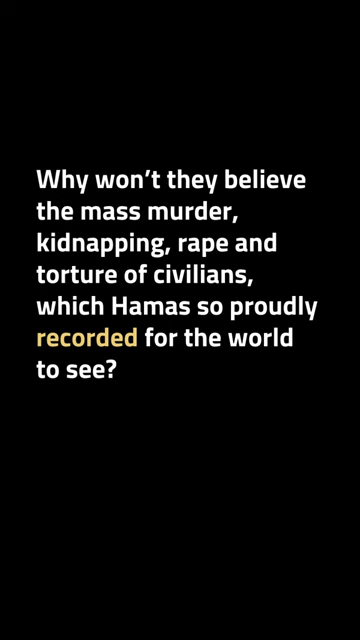 Why won’t they believe
the mass murder,
kidnapping, rape and
torture of civilians,
which Hamas so proudly
recorded for the world
to see?